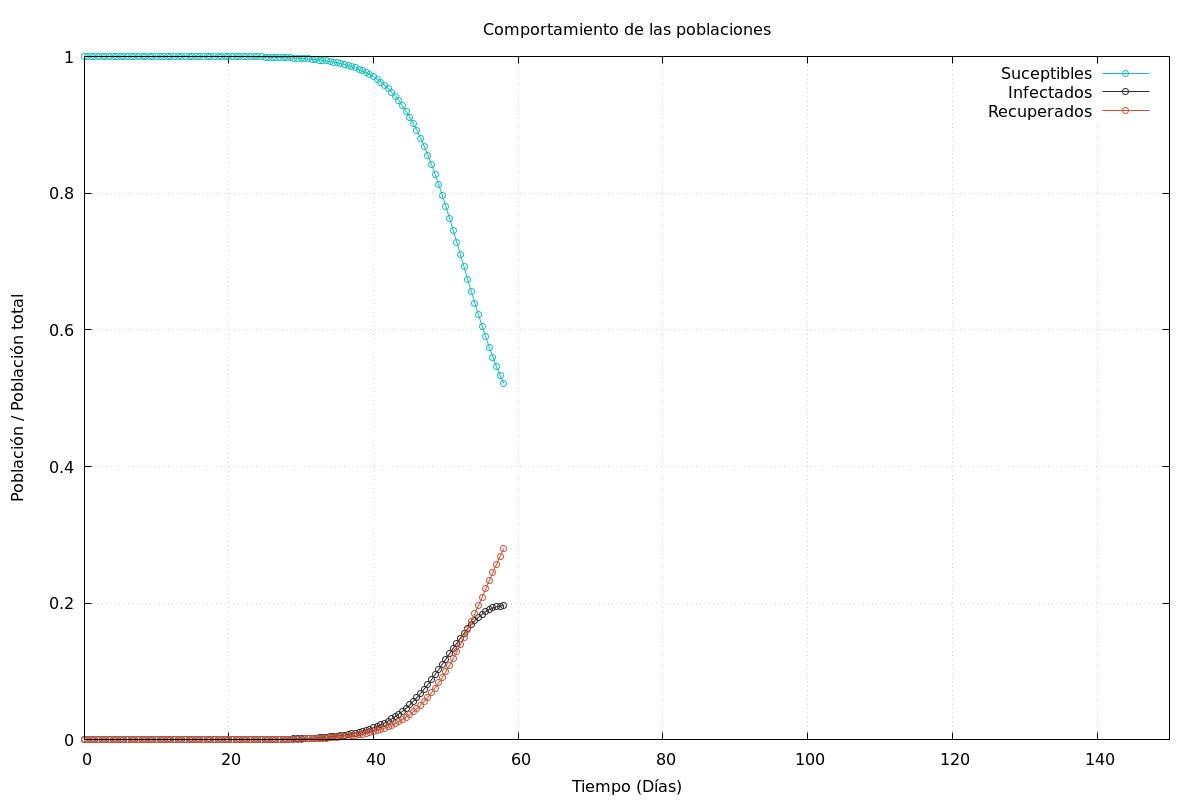 Comportamiento de las poblaciones
1
0.8
0.6
0.4
0.2
0
Población / Población total
Suceptibles
Infectados
Recuperados
0 20 40 60 80 100 120 140
Tiempo (Días)